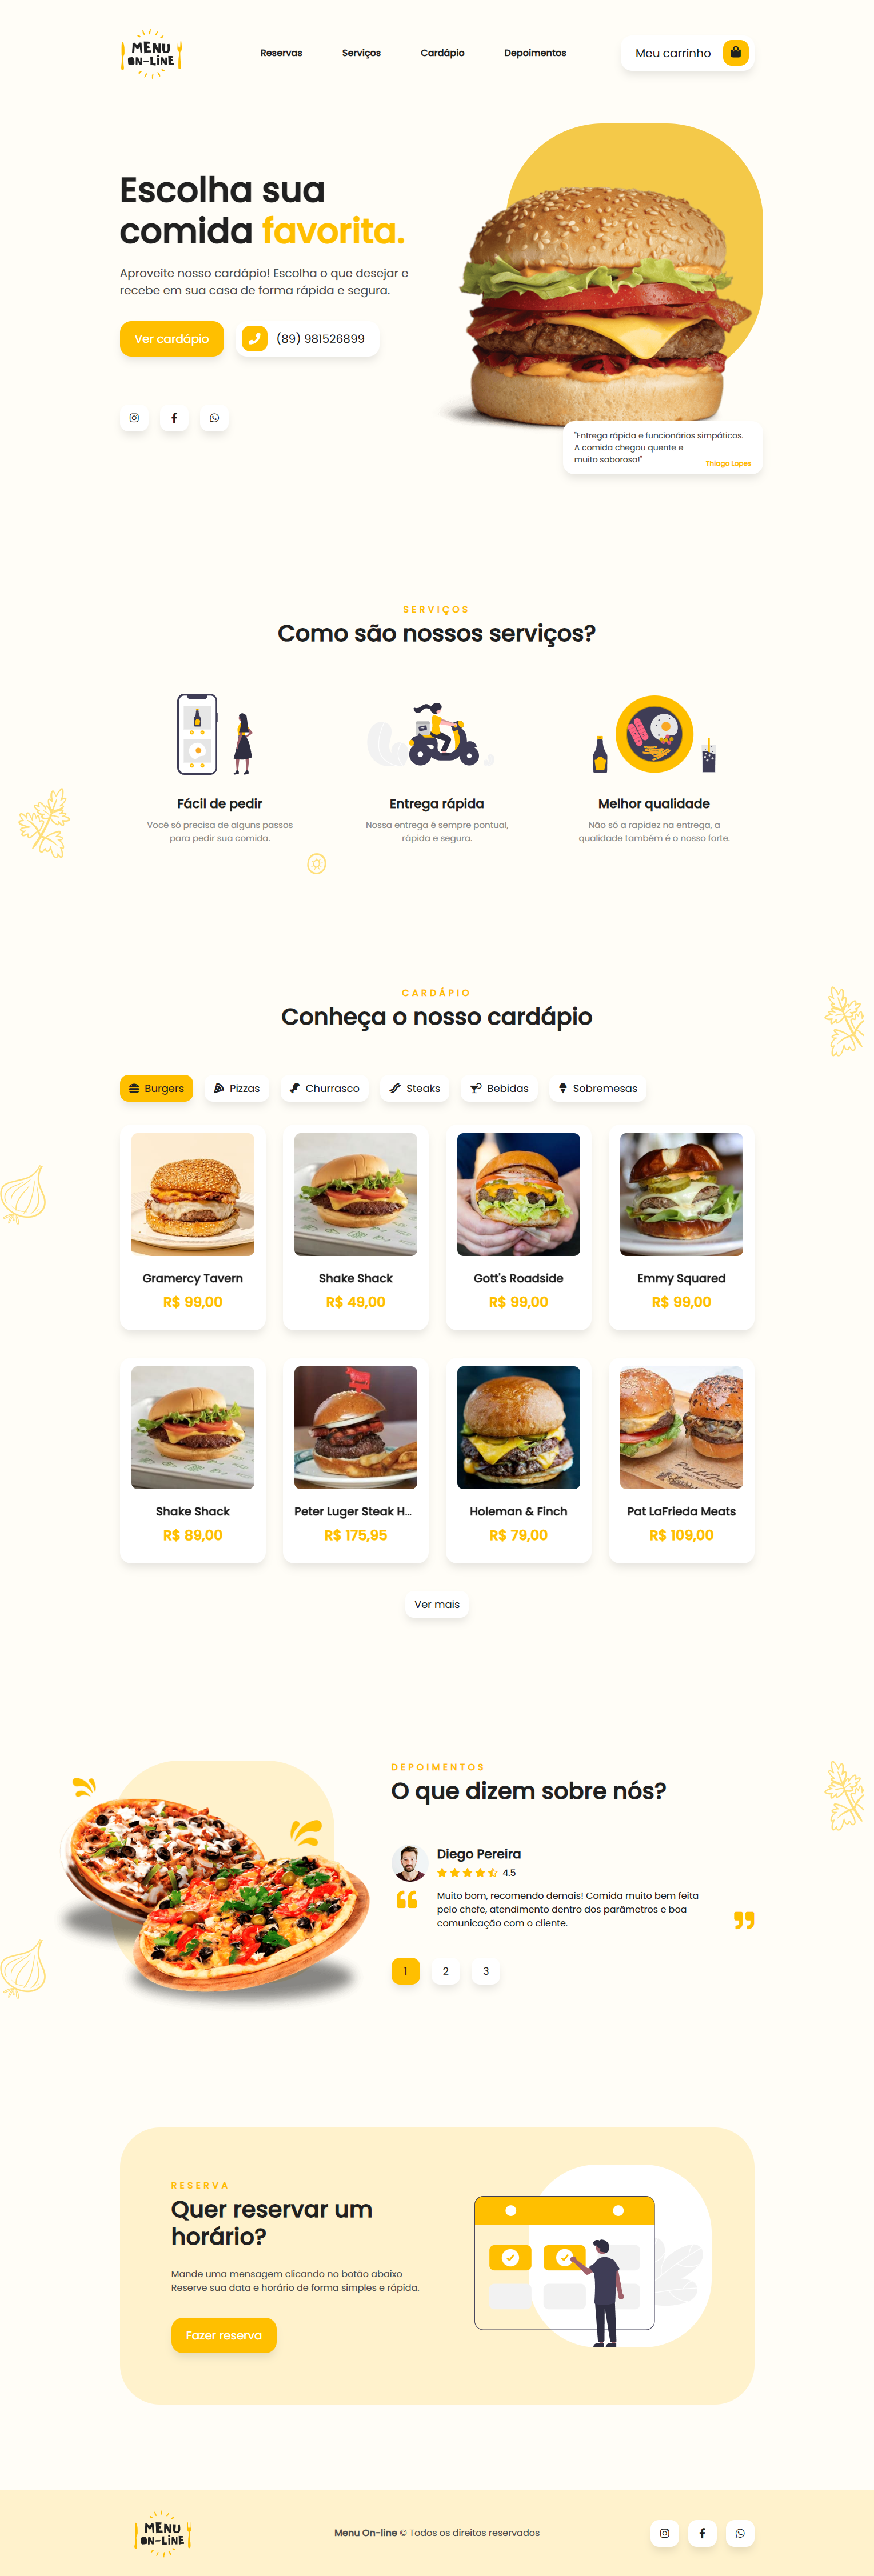 MENU
ON-LINE
Reservas
Serviços
Cardápio
Depoimentos
Meu carrinho
Escolha sua
comida favorita.
Aproveite nosso cardápio! Escolha o que desejar e
recebe em sua casa de forma rápida e segura.
Ver cardápio
(89) 981526899
"Entrega rápida e funcionários simpáticos.
A comida chegou quente e
muito saborosa!"
Thiago Lopes
SERVIÇOS
Como são nossos serviços?
Fácil de pedir
Você só precisa de alguns passos
para pedir sua comida.
Entrega rápida
Nossa entrega é sempre pontual,
rápida e segura.
Melhor qualidade
Não só a rapidez na entrega, a
qualidade também é o nosso forte.
CARDÁPIO
Conheça o nosso cardápio
Burgers
Pizzas
Churrasco
Steaks
Bebidas
Sobremesas
Gramercy Tavern
R$ 99,00
Shake Shack
R$ 49,00
Gott's Roadside
R$ 99,00
Emmy Squared
R$ 99,00
Shake Shack
R$ 89,00
Peter Luger Steak H...
R$ 175,95
Holeman & Finch
R$ 79,00
Pat LaFrieda Meats
R$ 109,00
Ver mais
DEPOIMENTOS
O que dizem sobre nós?
Diego Pereira
4.5
Muito bom, recomendo demais! Comida muito bem feita
pelo chefe, atendimento dentro dos parâmetros e boa
comunicação com o cliente.
1
2
3
RESERVA
Quer reservar um
horário?
Mande uma mensagem clicando no botão abaixo
Reserve sua data e horário de forma simples e rápida.
Fazer reserva
MENU
ON-LINE
Menu On-line © Todos os direitos reservados